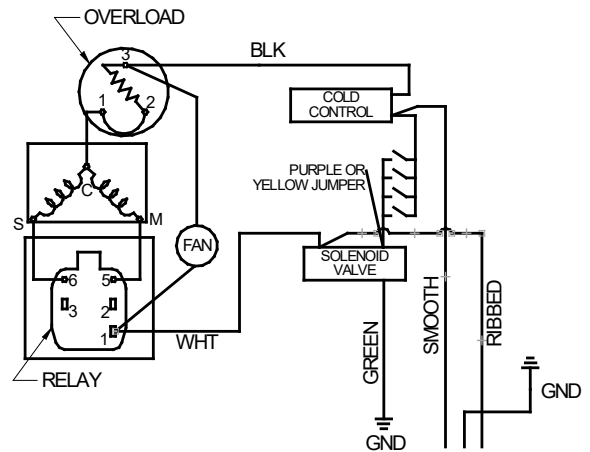 OVERLOAD
3
BLK
1 2
COLD
CONTROL
PURPLE OR
YELLOW JUMPER
C
S M
FAN
SOLENOID
VALVE
6 5
3 2
1
WHT
RELAY
GREEN
SMOOTH
RIBBED
GND
GND